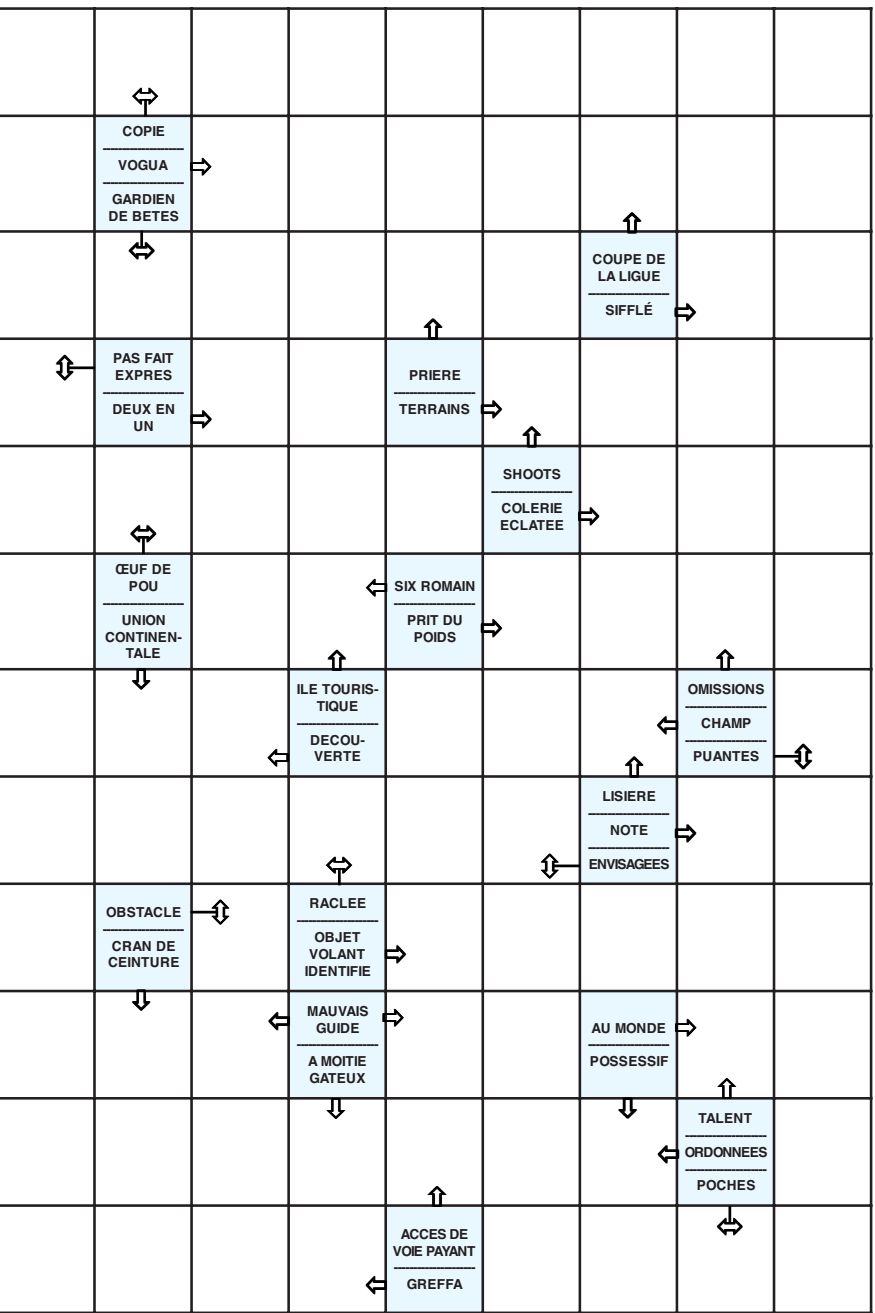 COPIE
VOGUA
GARDIEN
DE BETES
COUPE DE
LA LIGUE
SIFFLÉ
PAS FAIT
EXPRES
DEUX EN
UN
PRIERE
TERRAINS
SHOOTS
COLERIE
ECLATEE
ŒUF DE
POU
UNION
CONTINEN-
TALE
SIX ROMAIN
PRIT DU
POIDS
ILE TOURIS-
TIQUE
DECOU-
VERTE
OMISSIONS
CHAMP
PUANTES
LISIERE
NOTE
ENVISAGEES
OBSTACLE
CRAN DE
CEINTURE
RACLEE
OBJET
VOLANT
IDENTIFIE
MAUVAIS
GUIDE
A MOITIE
GATEUX
AU MONDE
POSSESSIF
TALENT
ORDONNEES
POCHES
ACCES DE
VOIE PAYANT
GREFFA